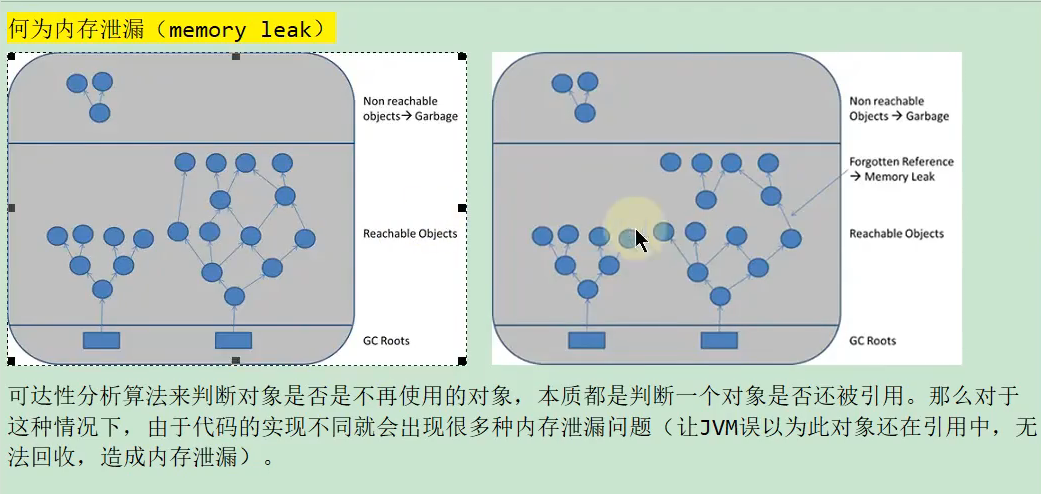 何为内存泄漏（memory leak）
Non reachable
objects→ Garbage
Reachable Objects
GC Roots
Non reachable
Objects → Garbage
Forgotten Reference
→ Memory Leak
Reachable Objects
GC Roots
可达性分析算法来判断对象是否是不再使用的对象，本质都是判断一个对象是否还被引用。那么对于
这种情况下，由于代码的实现不同就会出现很多种内存泄漏问题（让JVM误以为此对象还在引用中，无
法回收，造成内存泄漏）。